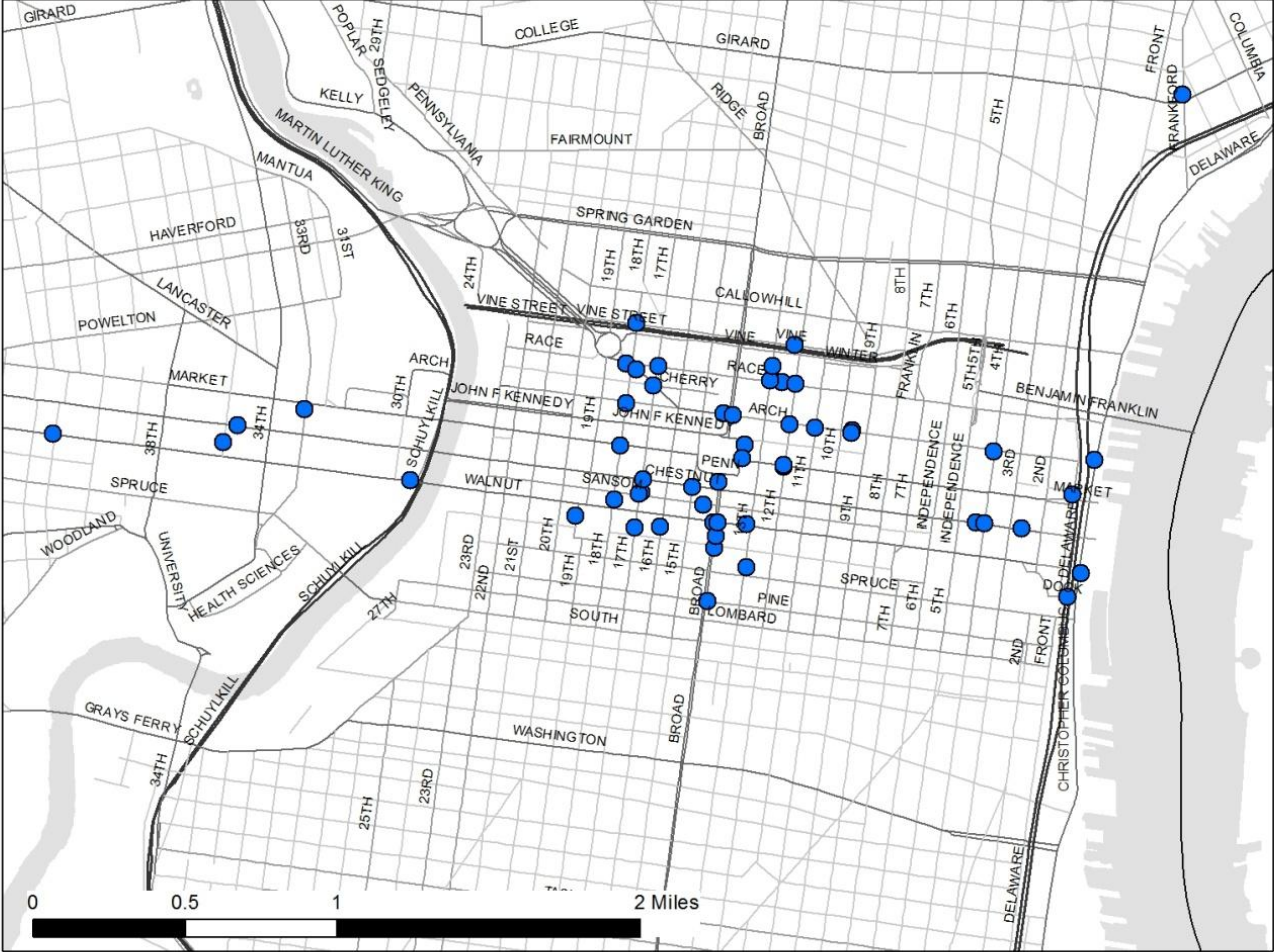 GIRARD
POPLAR
29TH
SEDGELEY
COLLEGE
GIRARD
FRONT
COLUMBIA
KELLY
PENNSYLVANIA
RIDGE
BROAD
5TH
FRANKFORD
MARTIN LUTHER KING
FAIRMOUNT
DELAWARE
MANTUA
HAVERFORD
33RD
31ST
SPRING GARDEN
24TH
19TH
18TH
17TH
8TH
7TH
6TH
LANCASTER
CALLOWHILL
VINE STREET
VINE STREET
POWELTON
RACE
VINE
VINE
WINTER
9TH
FRANKLIN
5TH
5TH
4TH
ARCH
RACE
MARKET
30TH
JOHN F KENNEDY
CHERRY
BENJAMIN FRANKLIN
19TH
JOHN F KENNEDY
ARCH
38TH
34TH
SCHUYLKILL
10TH
INDEPENDENCE
INDEPENDENCE
3RD
2ND
PENN
11TH
SPRUCE
WALNUT
SANSOM
CHESTNUT
8TH
7TH
MARKET
12TH
9TH
13TH
WOODLAND
UNIVERSITY
HEALTH SCIENCES
SCHUYLKILL
23RD
22ND
21ST
20TH
19TH
18TH
17TH
16TH
15TH
DELAWARE
SPRUCE
DOCK
27TH
SOUTH
BROAD
PINE
LOMBARD
7TH
6TH
5TH
2ND
FRONT
SCHUYLKILL
GRAYS FERRY
WASHINGTON
BROAD
CHRISTOPHER COLUMBUS
34TH
25TH
23RD
DELAWARE
0 0.5 1 2 Miles